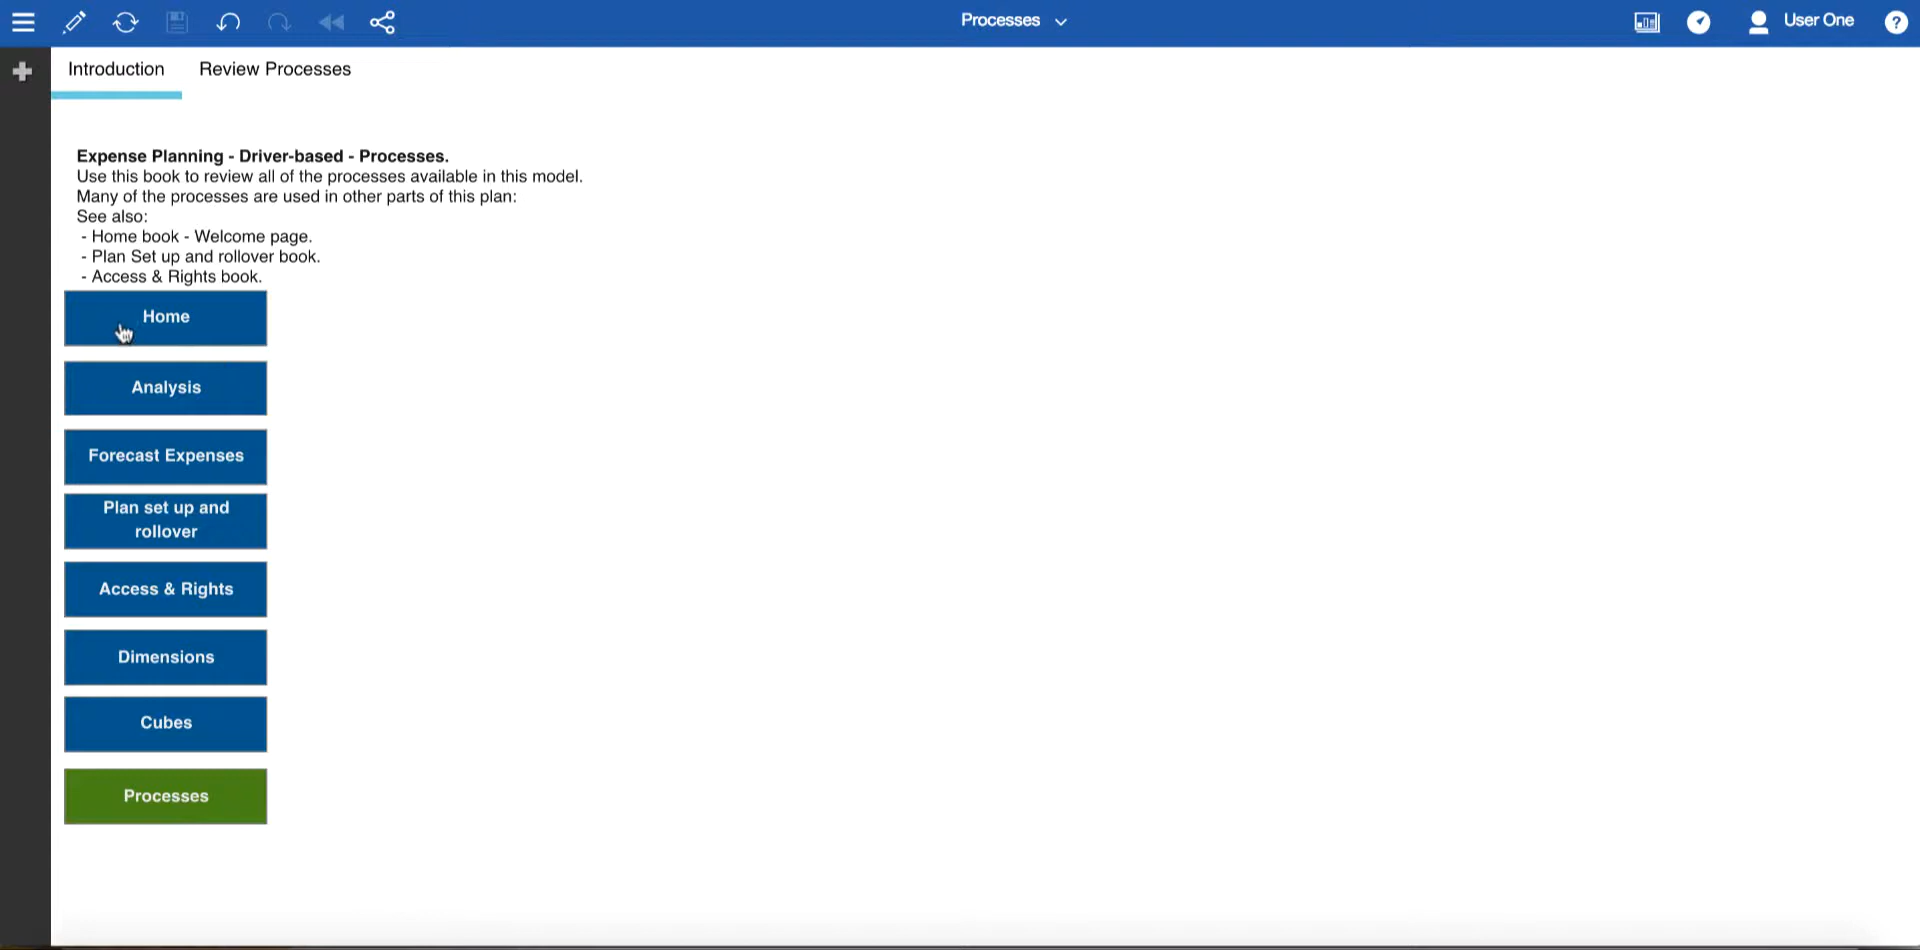 Processes
User One
?
Introduction
Review Processes
Expense Planning - Driver-based - Processes.
Use this book to review all of the processes available in this model.
Many of the processes are used in other parts of this plan:
See also:
- Home book - Welcome page.
- Plan Set up and rollover book.
- Access & Rights book.
Home
Analysis
Forecast Expenses
Plan set up and
rollover
Access & Rights
Dimensions
Cubes
Processes